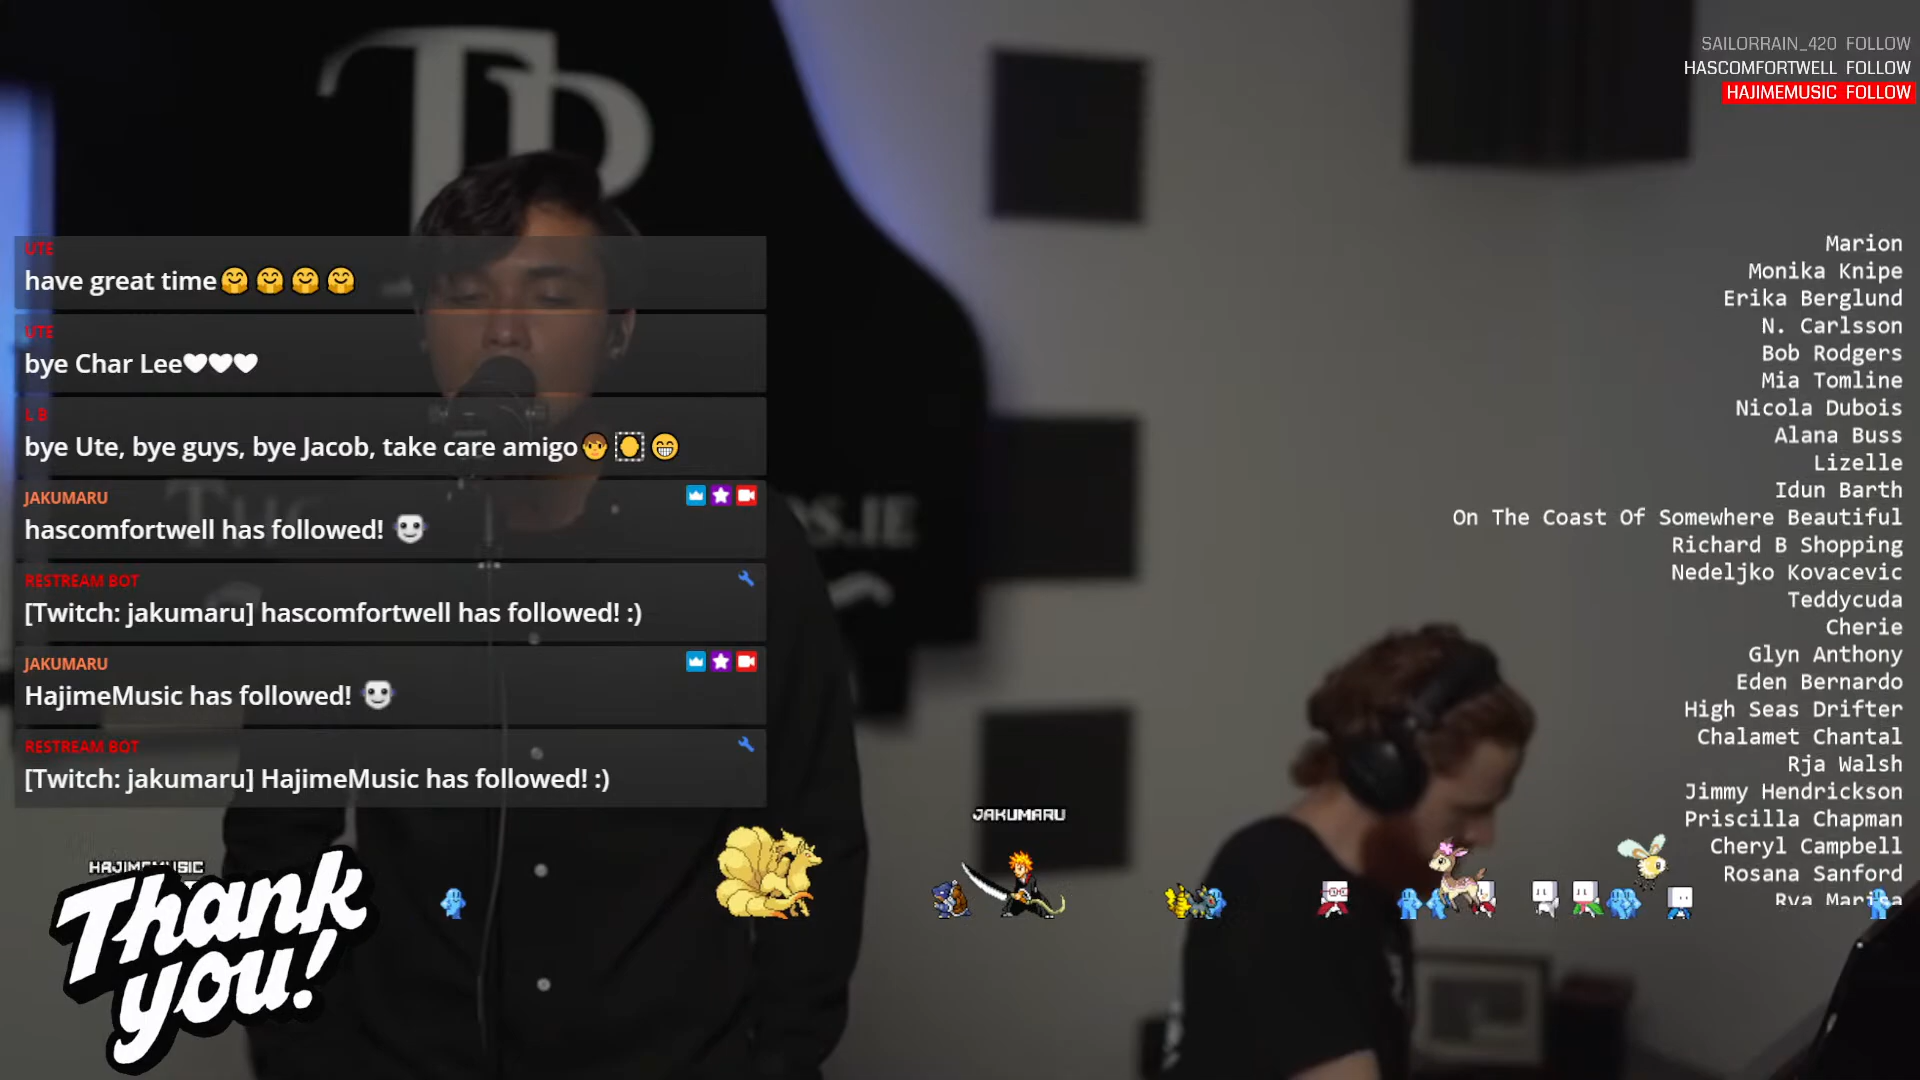 SAILORRAIN_420 FOLLOW
HASCOMFORTWELL FOLLOW
HAJIMEMUSIC FOLLOW
UTE
have great time🤗🤗🤗🤗
UTE
bye Char Lee🤍🤍🤍
L B
bye Ute, bye guys, bye Jacob, take care amigo
JAKUMARU
hascomfortwell has followed!
RESTREAM BOT
[Twitch: jakumaru] hascomfortwell has followed! :)
JAKUMARU
HajimeMusic has followed!
RESTREAM BOT
[Twitch: jakumaru] HajimeMusic has followed! :)
Marion
Monika Knipe
Erika Berglund
N. Carlsson
Bob Rodgers
Mia Tomline
Nicola Dubois
Alana Buss
Lizelle
Idun Barth
On The Coast Of Somewhere Beautiful
Richard B Shopping
Nedeljko Kovacevic
Teddycuda
Cherie
Glyn Anthony
Eden Bernardo
High Seas Drifter
Chalamet Chantal
Rja Walsh
Jimmy Hendrickson
Priscilla Chapman
Cheryl Campbell
Rosana Sanford
JAKUMARU
HAJIMEMUSIC
Thank
you!